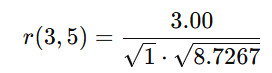 r(3, 5) = 3.00 / √1 · √8.7267